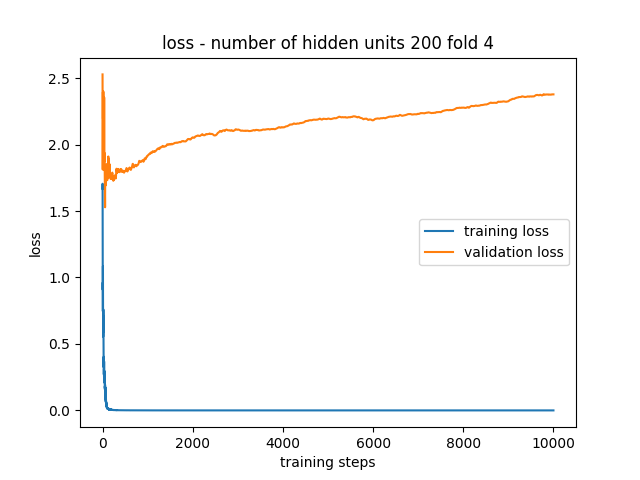 loss - number of hidden units 200 fold 4
2.5
2.0
1.5
1.0
0.5
0.0
loss
training loss
validation loss
0 2000 4000 6000 8000 10000
training steps